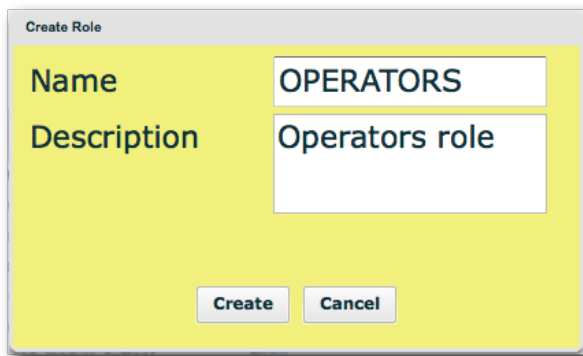 Create Role
Name OPERATORS
Description Operators role
Create Cancel